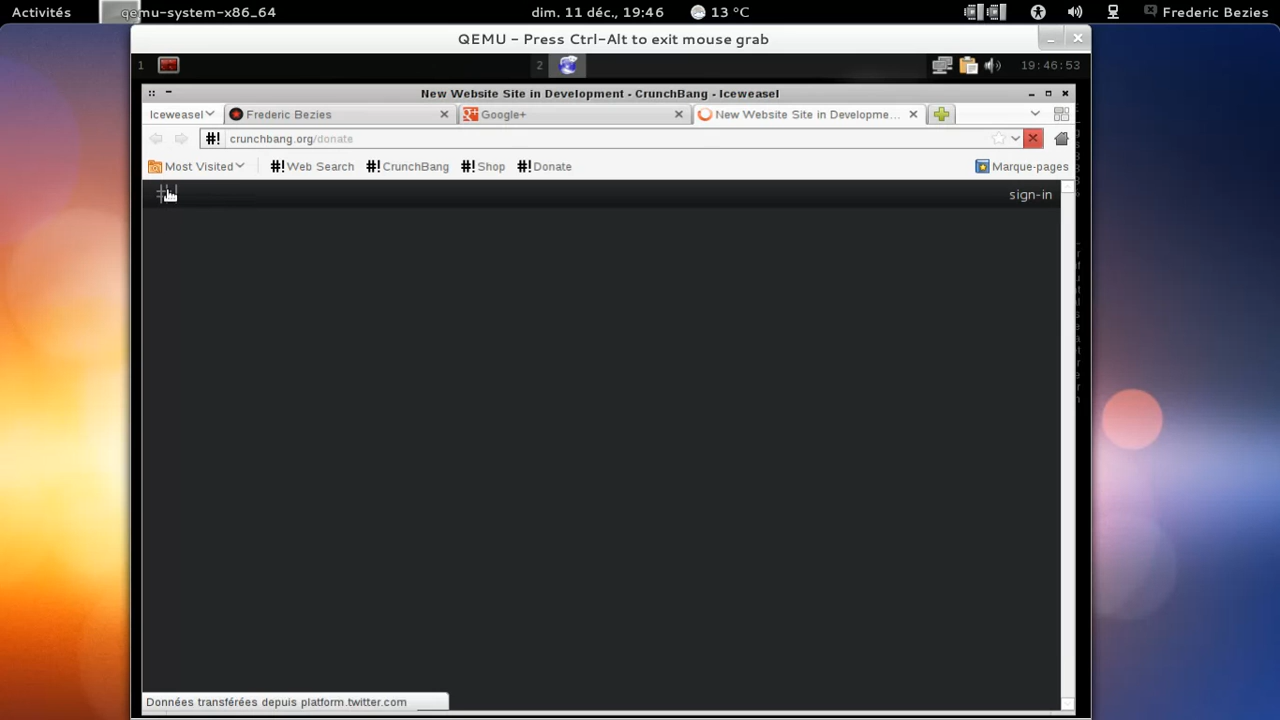 Activités qemu-system-x86_64 dim. 11 déc., 19:46 13 °C Frederic Bezies
QEMU - Press Ctrl-Alt to exit mouse grab
1 2 19:46:53
New Website Site in Development - CrunchBang - Iceweasel
Iceweasel Frederic Bezies Google+ New Website Site in Developme...
#! crunchbang.org/donate
Most Visited #! Web Search #! CrunchBang #! Shop #! Donate Marque-pages
sign-in
Données transférées depuis platform.twitter.com